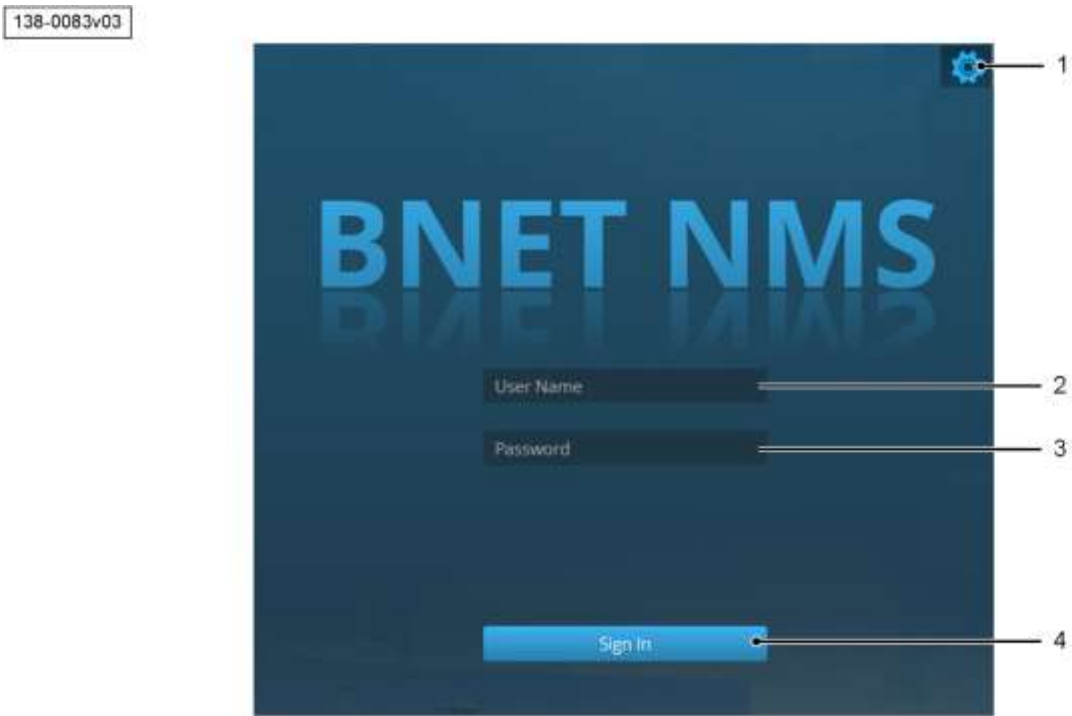 138-0083v03
1
BNET NMS
User Name
2
Password
3
Sign In
4